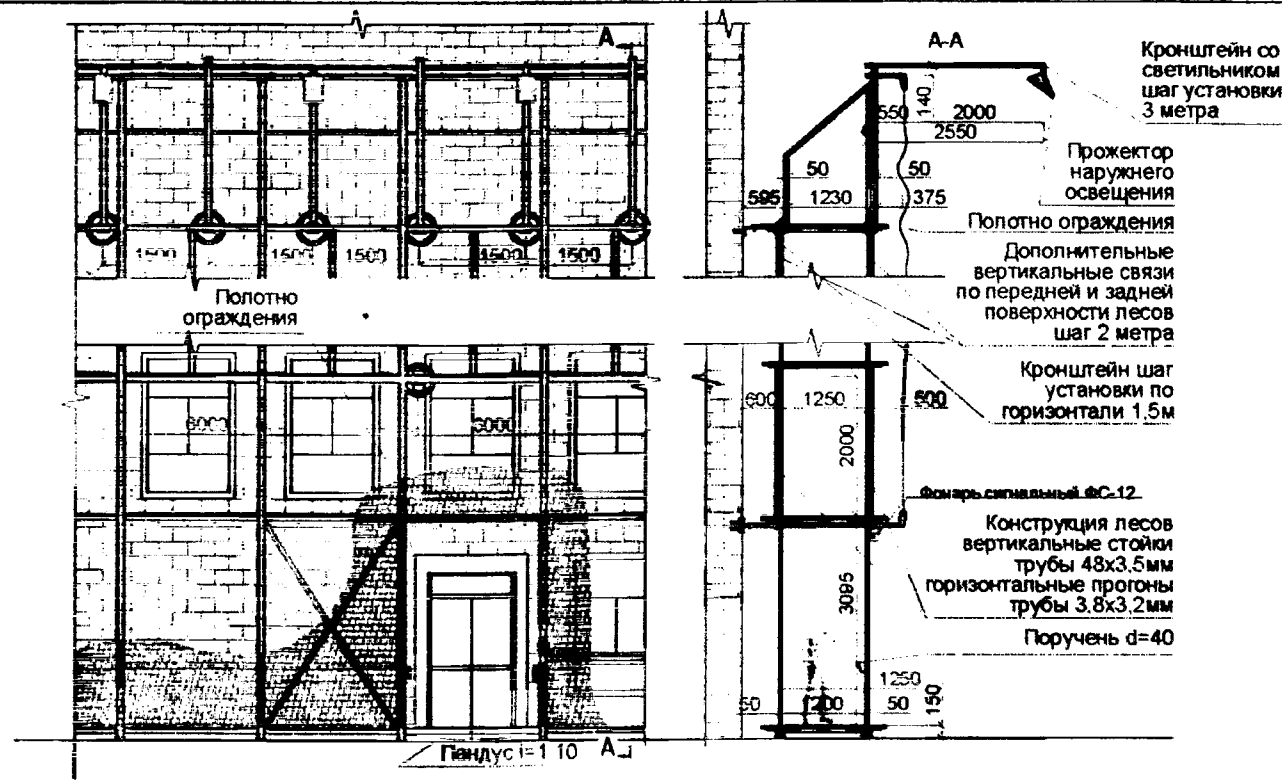 А
1500
1500
1500
1500
1500
Полотно
ограждения
6000
3000
Пандус i=1 10
А
А-А
140
550
2000
2550
50
50
595
1230
375
600
1250
500
2000
3095
1250
50
1200
50
150
Кронштейн со
светильником
шаг установки
3 метра
Прожектор
наружнего
освещения
Полотно ограждения
Дополнительные
вертикальные связи
по передней и задней
поверхности лесов
шаг 2 метра
Кронштейн шаг
установки по
горизонтали 1,5м
Фонарь сигнальный ФС-12
Конструкция лесов
вертикальные стойки
трубы 48х3,5мм
горизонтальные прогоны
трубы 3.8х3,2мм
Поручень d=40